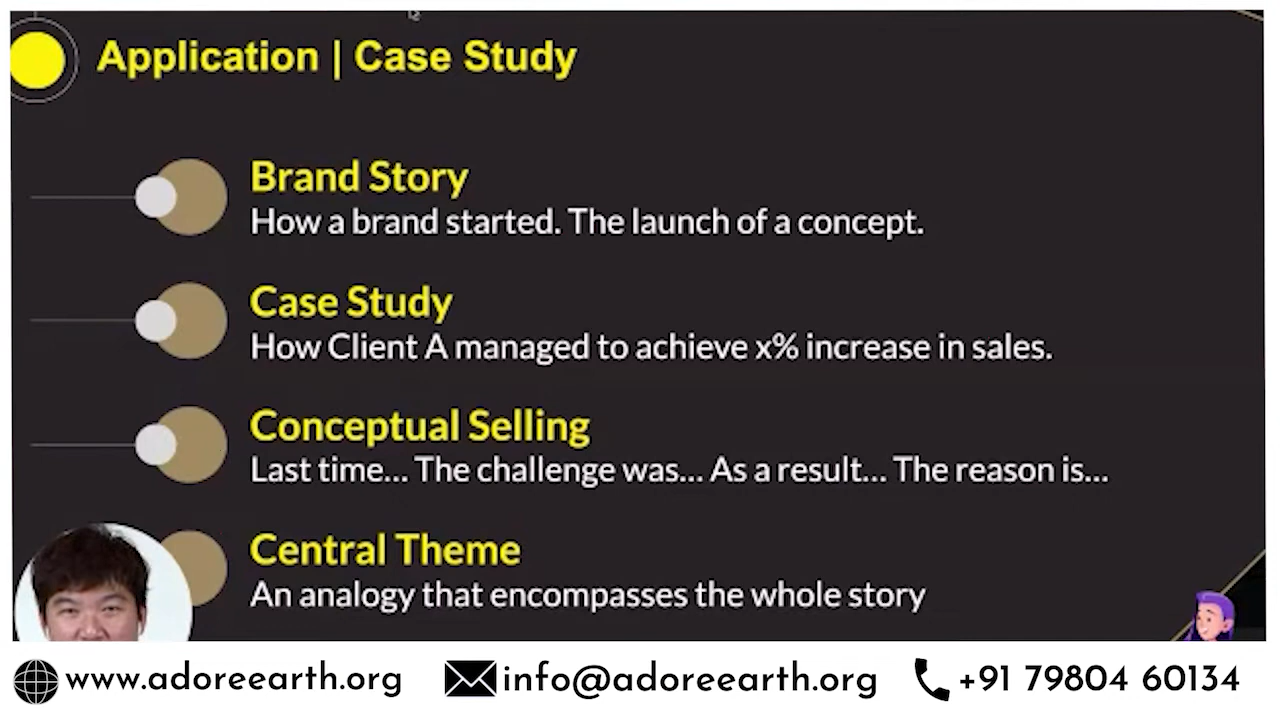 Application | Case Study
Brand Story
How a brand started. The launch of a concept.
Case Study
How Client A managed to achieve x% increase in sales.
Conceptual Selling
Last time... The challenge was... As a result... The reason is...
Central Theme
An analogy that encompasses the whole story
www.adoreearth.org info@adoreearth.org +91 79804 60134